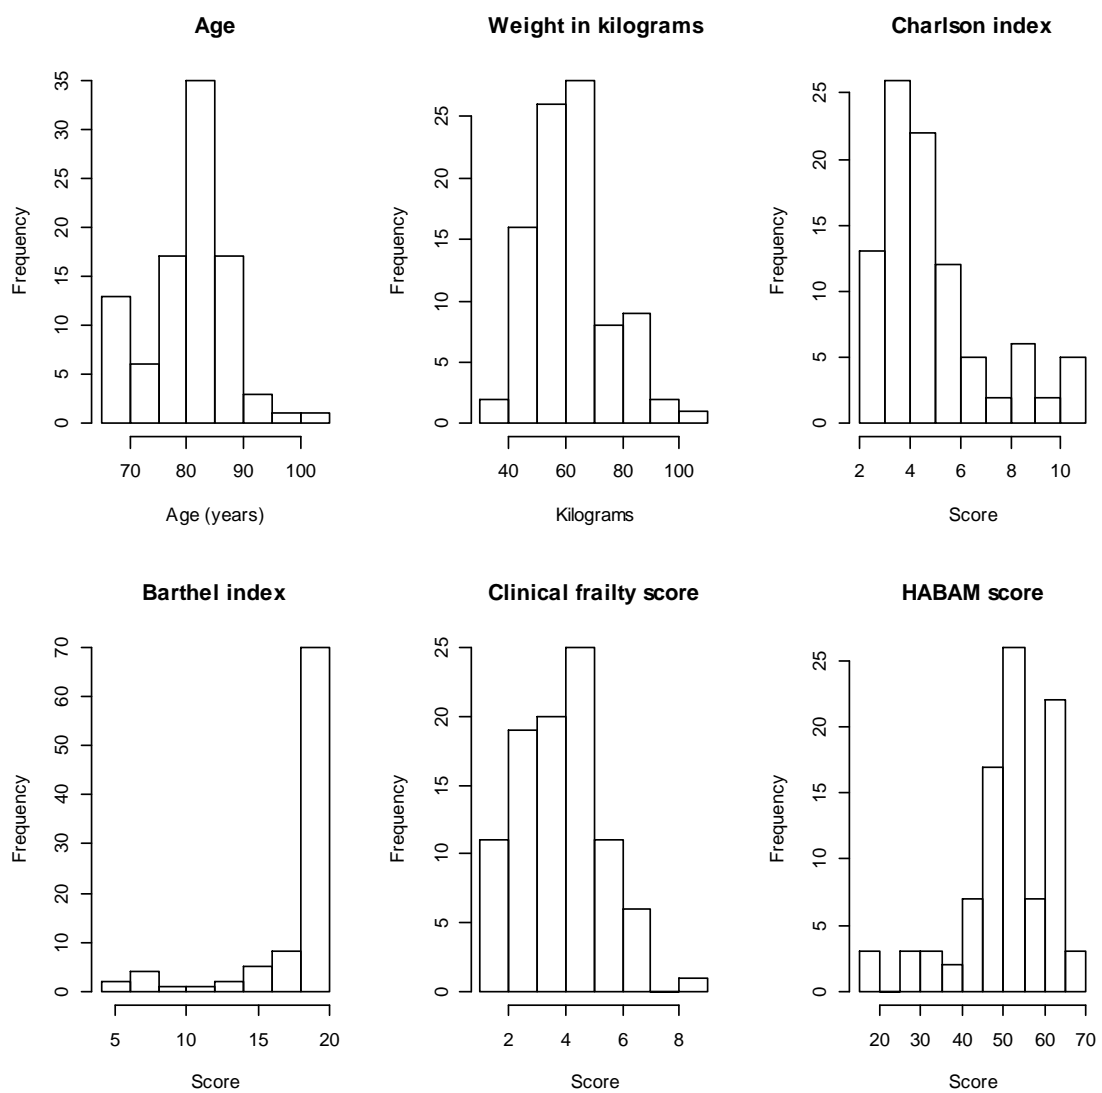 Age
Weight in kilograms
Charlson index
Frequency
0 5 10 15 20 25 30 35
70 80 90 100
Age (years)
Frequency
0 5 10 15 20 25
40 60 80 100
Kilograms
Frequency
0 5 10 15 20 25
2 4 6 8 10
Score
Barthel index
Clinical frailty score
HABAM score
Frequency
0 10 20 30 40 50 60 70
5 10 15 20
Score
Frequency
0 5 10 15 20 25
2 4 6 8
Score
Frequency
0 5 10 15 20 25
20 30 40 50 60 70
Score